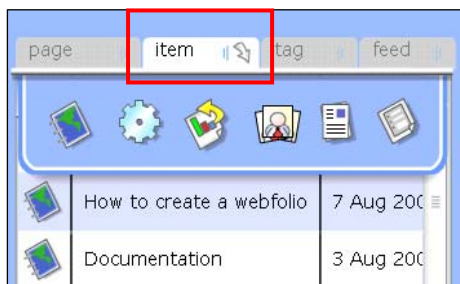 page item tag feed
How to create a webfolio 7 Aug 200
Documentation 3 Aug 200